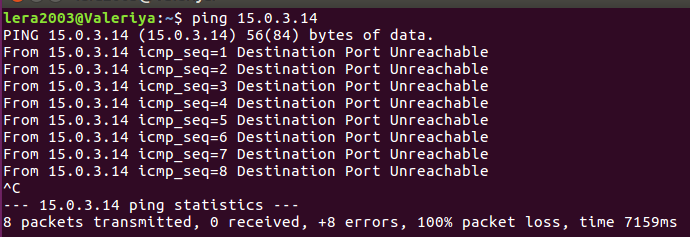 lera2003@Valeriya:~$ ping 15.0.3.14
PING 15.0.3.14 (15.0.3.14) 56(84) bytes of data.
From 15.0.3.14 icmp_seq=1 Destination Port Unreachable
From 15.0.3.14 icmp_seq=2 Destination Port Unreachable
From 15.0.3.14 icmp_seq=3 Destination Port Unreachable
From 15.0.3.14 icmp_seq=4 Destination Port Unreachable
From 15.0.3.14 icmp_seq=5 Destination Port Unreachable
From 15.0.3.14 icmp_seq=6 Destination Port Unreachable
From 15.0.3.14 icmp_seq=7 Destination Port Unreachable
From 15.0.3.14 icmp_seq=8 Destination Port Unreachable
^C
--- 15.0.3.14 ping statistics ---
8 packets transmitted, 0 received, +8 errors, 100% packet loss, time 7159ms